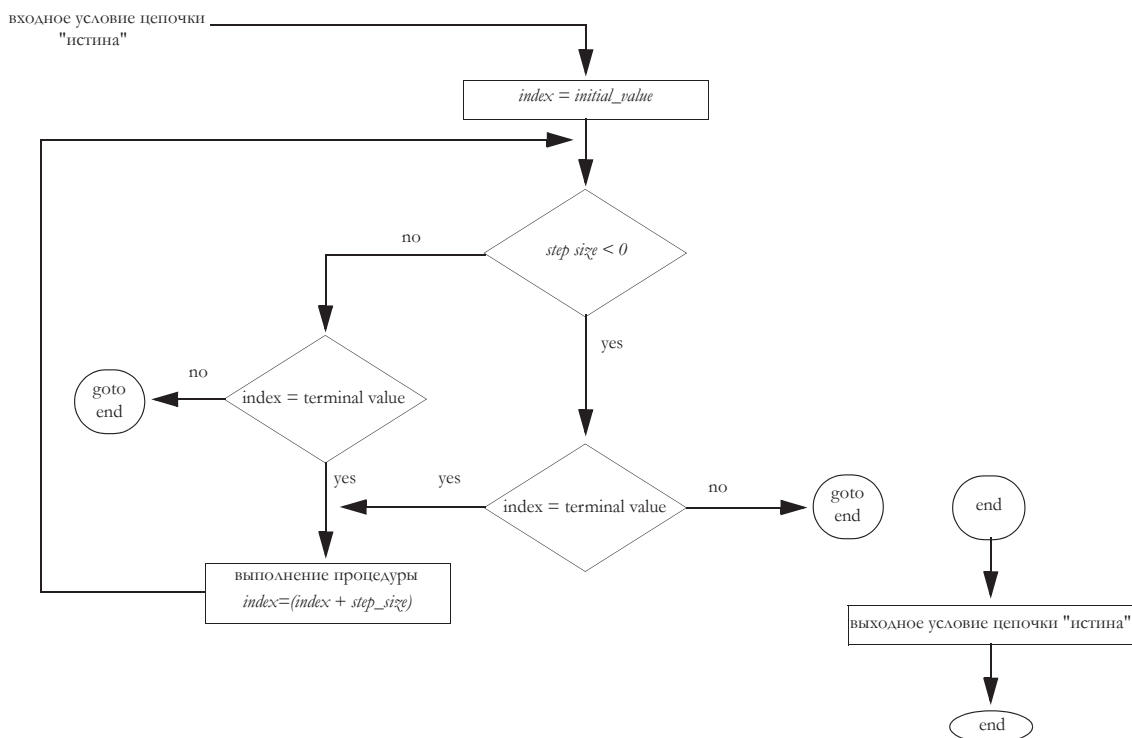 входное условие цепочки
"истина"
index = initial_value
no
step size < 0
yes
no
goto
end
index = terminal value
yes
yes
index = terminal value
no
goto
end
end
выполнение процедуры
index=(index + step_size)
выходное условие цепочки "истина"
end